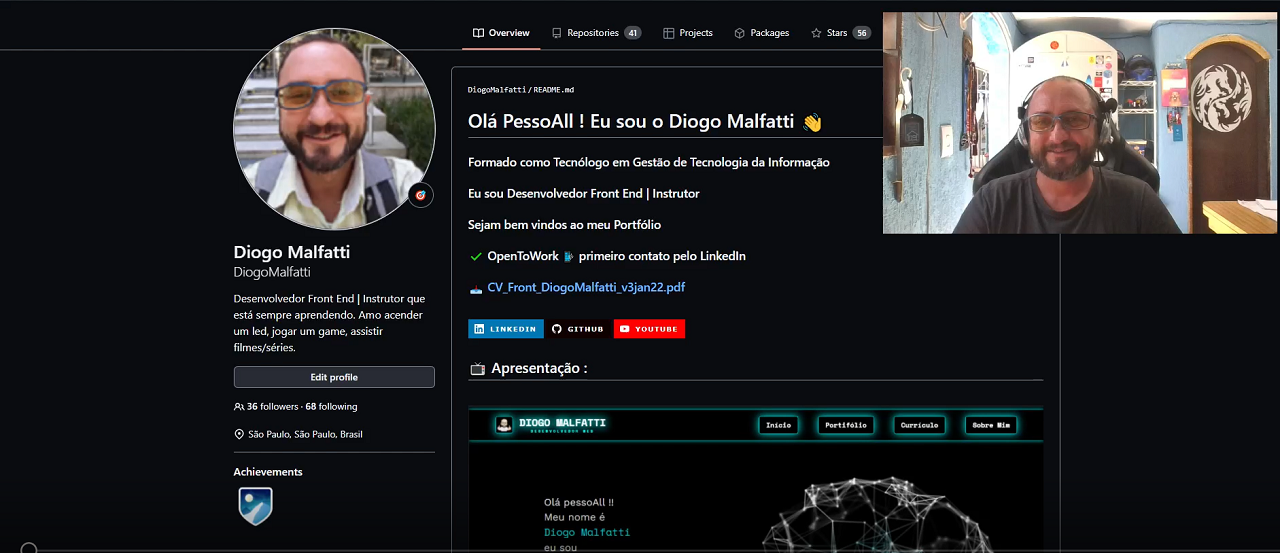 Overview
Repositories 41
Projects
Packages
Stars 56
DiogoMalfatti / README.md
Olá PessoAll ! Eu sou o Diogo Malfatti 👋
Formado como Tecnólogo em Gestão de Tecnologia da Informação
Eu sou Desenvolvedor Front End | Instrutor
Sejam bem vindos ao meu Portfólio
OpenToWork primeiro contato pelo LinkedIn
CV_Front_DiogoMalfatti_v3jan22.pdf
LINKEDIN
GITHUB
YOUTUBE
Apresentação :
Diogo Malfatti
DiogoMalfatti
Desenvolvedor Front End | Instrutor que
está sempre aprendendo. Amo acender
um led, jogar um game, assistir
filmes/séries.
Edit profile
36 followers · 68 following
São Paulo, São Paulo, Brasil
Achievements
DIOGO MALFATTI
DESENVOLVEDOR WEB
Início
Portifólio
Currículo
Sobre Mim
Olá pessoAll !!
Meu nome é
Diogo Malfatti
eu sou